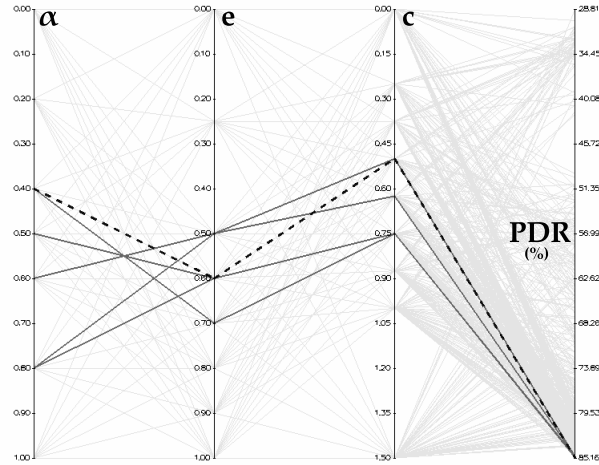 α e c
0.00 0.00 0.00 28.81
0.10 0.10 0.15 34.45
0.20 0.20 0.30 40.08
0.30 0.30 0.45 45.72
0.40 0.40 0.60 51.35
0.50 0.50 0.75 56.99
PDR
(%)
0.60 0.60 0.90 62.62
0.70 0.70 1.05 68.26
0.80 0.80 1.20 73.89
0.90 0.90 1.35 79.53
1.00 1.00 1.50 85.16